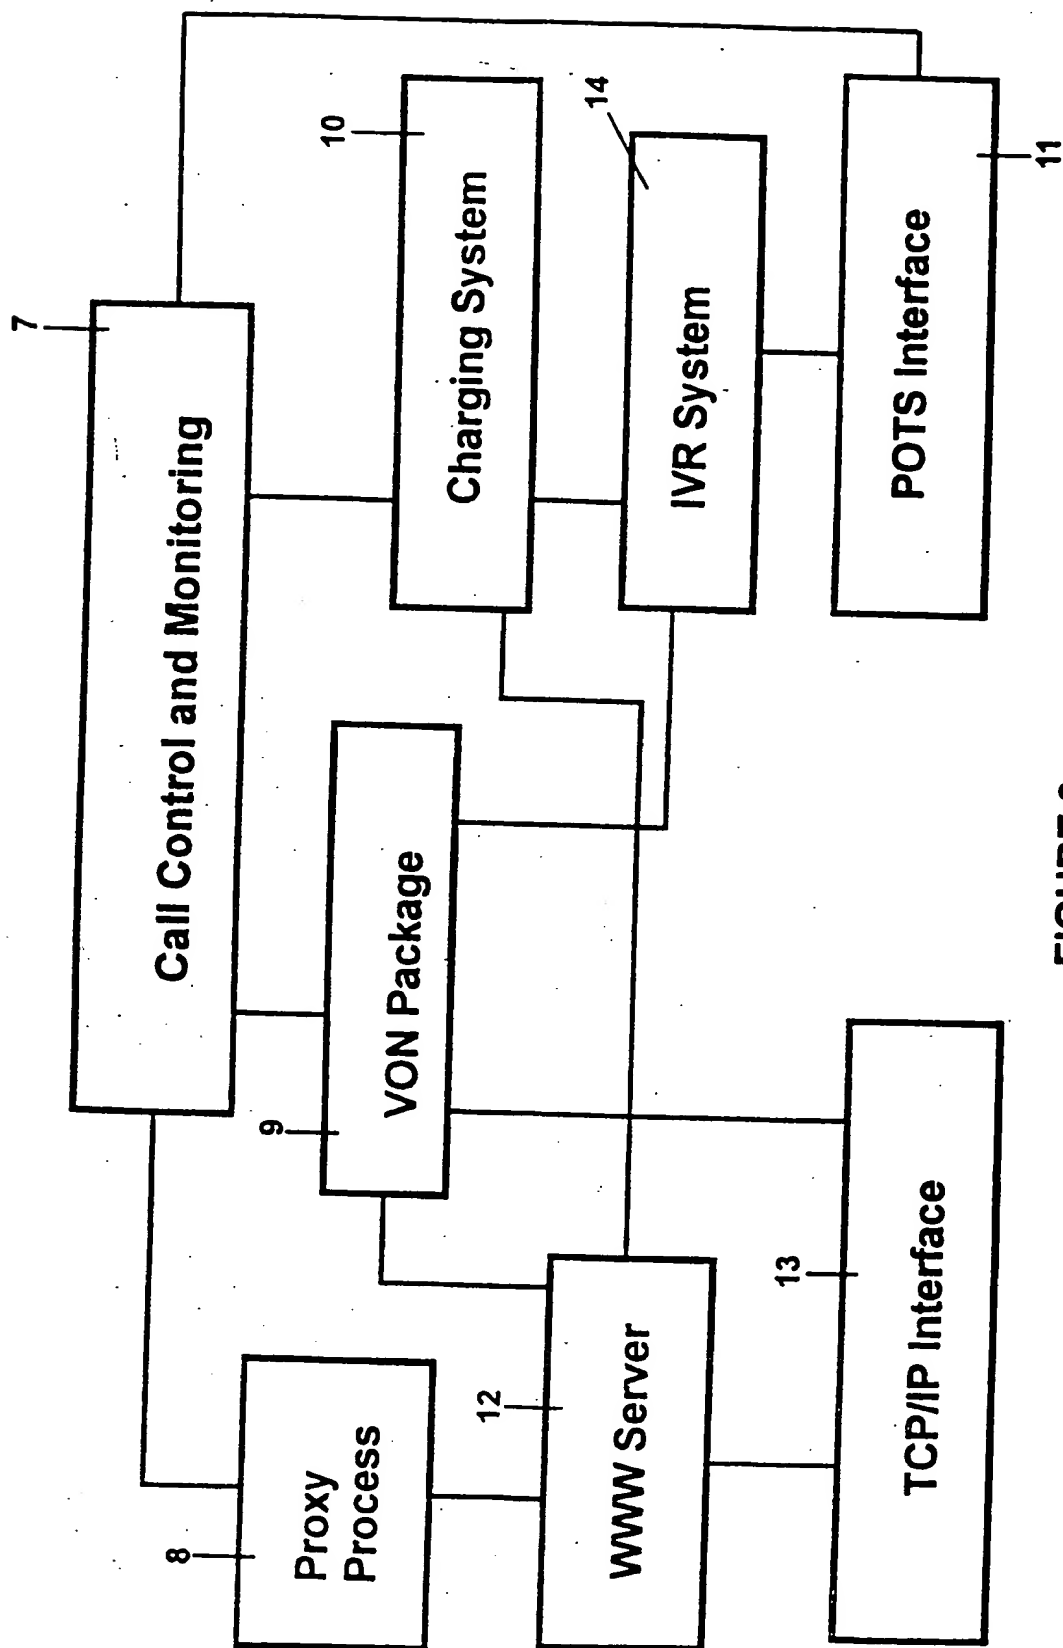 7
Call Control and Monitoring
8
Proxy
Process
9
VON Package
10
Charging System
12
WWW Server
14
IVR System
13
TCP/IP Interface
POTS Interface
11
FIGURE